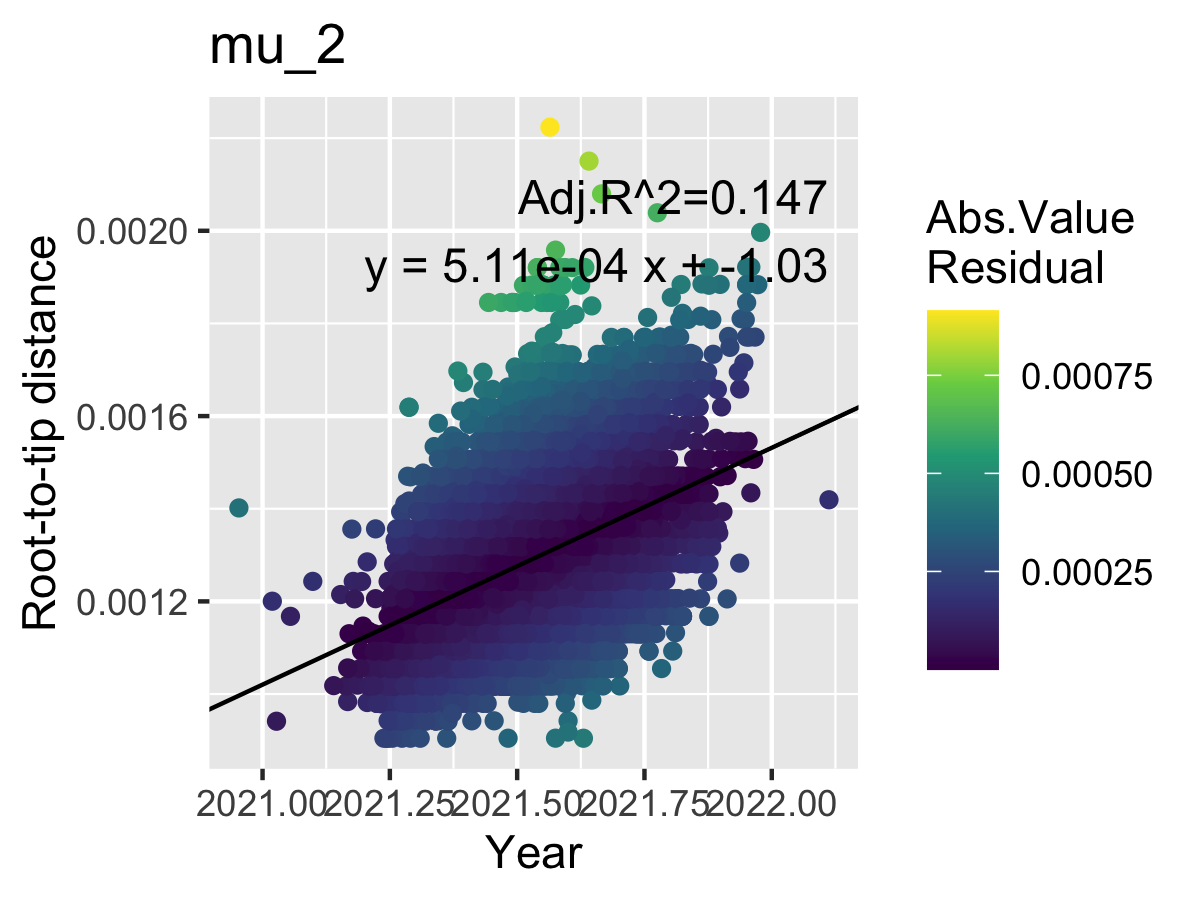 mu_2
Adj.R^2=0.147
y = 5.11e-04 x + -1.03
0.0020
0.0016
0.0012
Root-to-tip distance
2021.00
2021.25
2021.50
2021.75
2022.00
Year
Abs.Value
Residual
0.00075
0.00050
0.00025